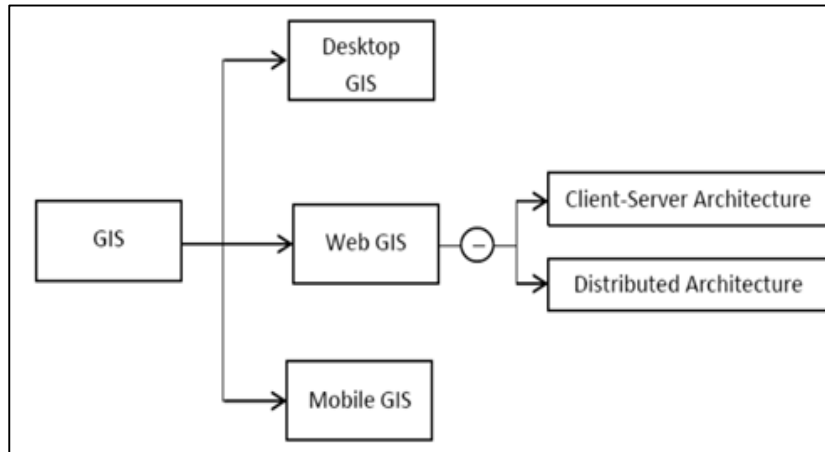 Desktop
GIS
GIS
Web GIS
Client-Server Architecture
Distributed Architecture
Mobile GIS